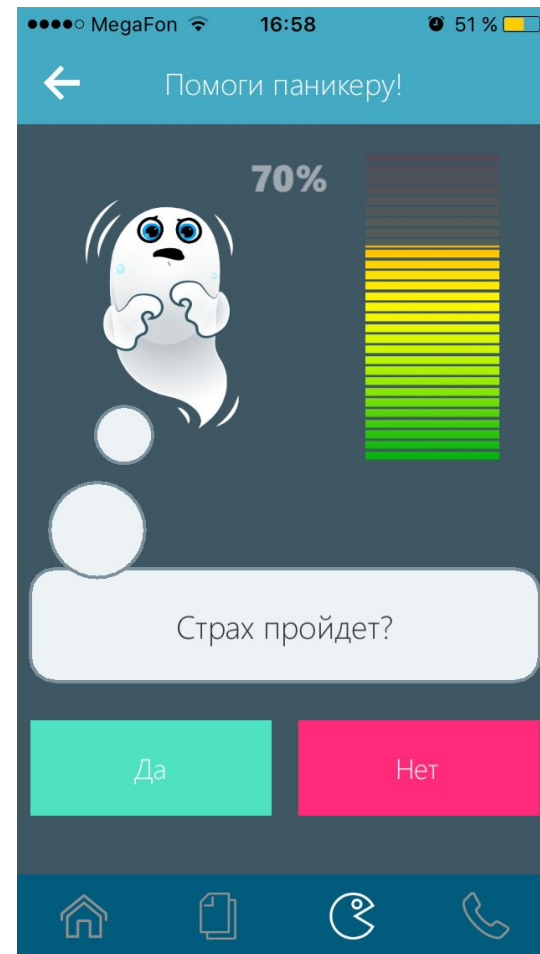 MegaFon 16:58 51 %
Помоги паникеру!
70%
Страх пройдет?
Да Нет